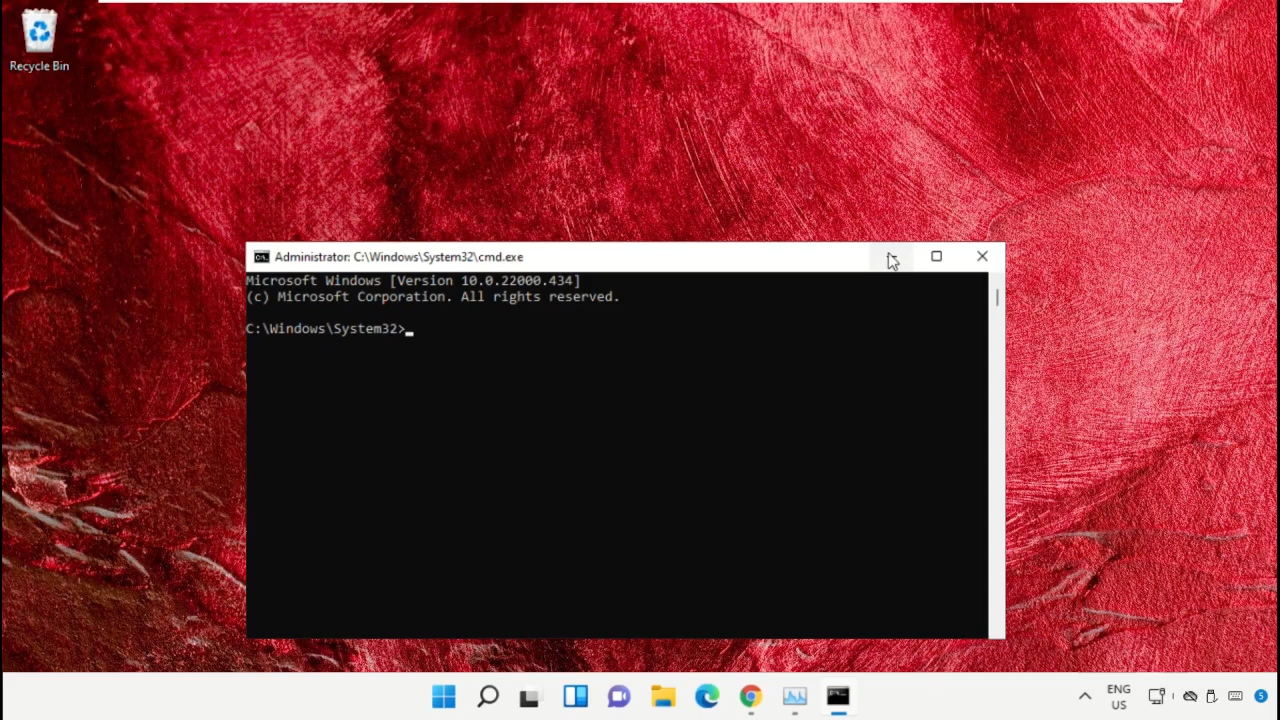 Recycle Bin
Administrator: C:\Windows\System32\cmd.exe
Microsoft Windows [Version 10.0.22000.434]
(c) Microsoft Corporation. All rights reserved.
C:\Windows\System32>
ENG
US
5